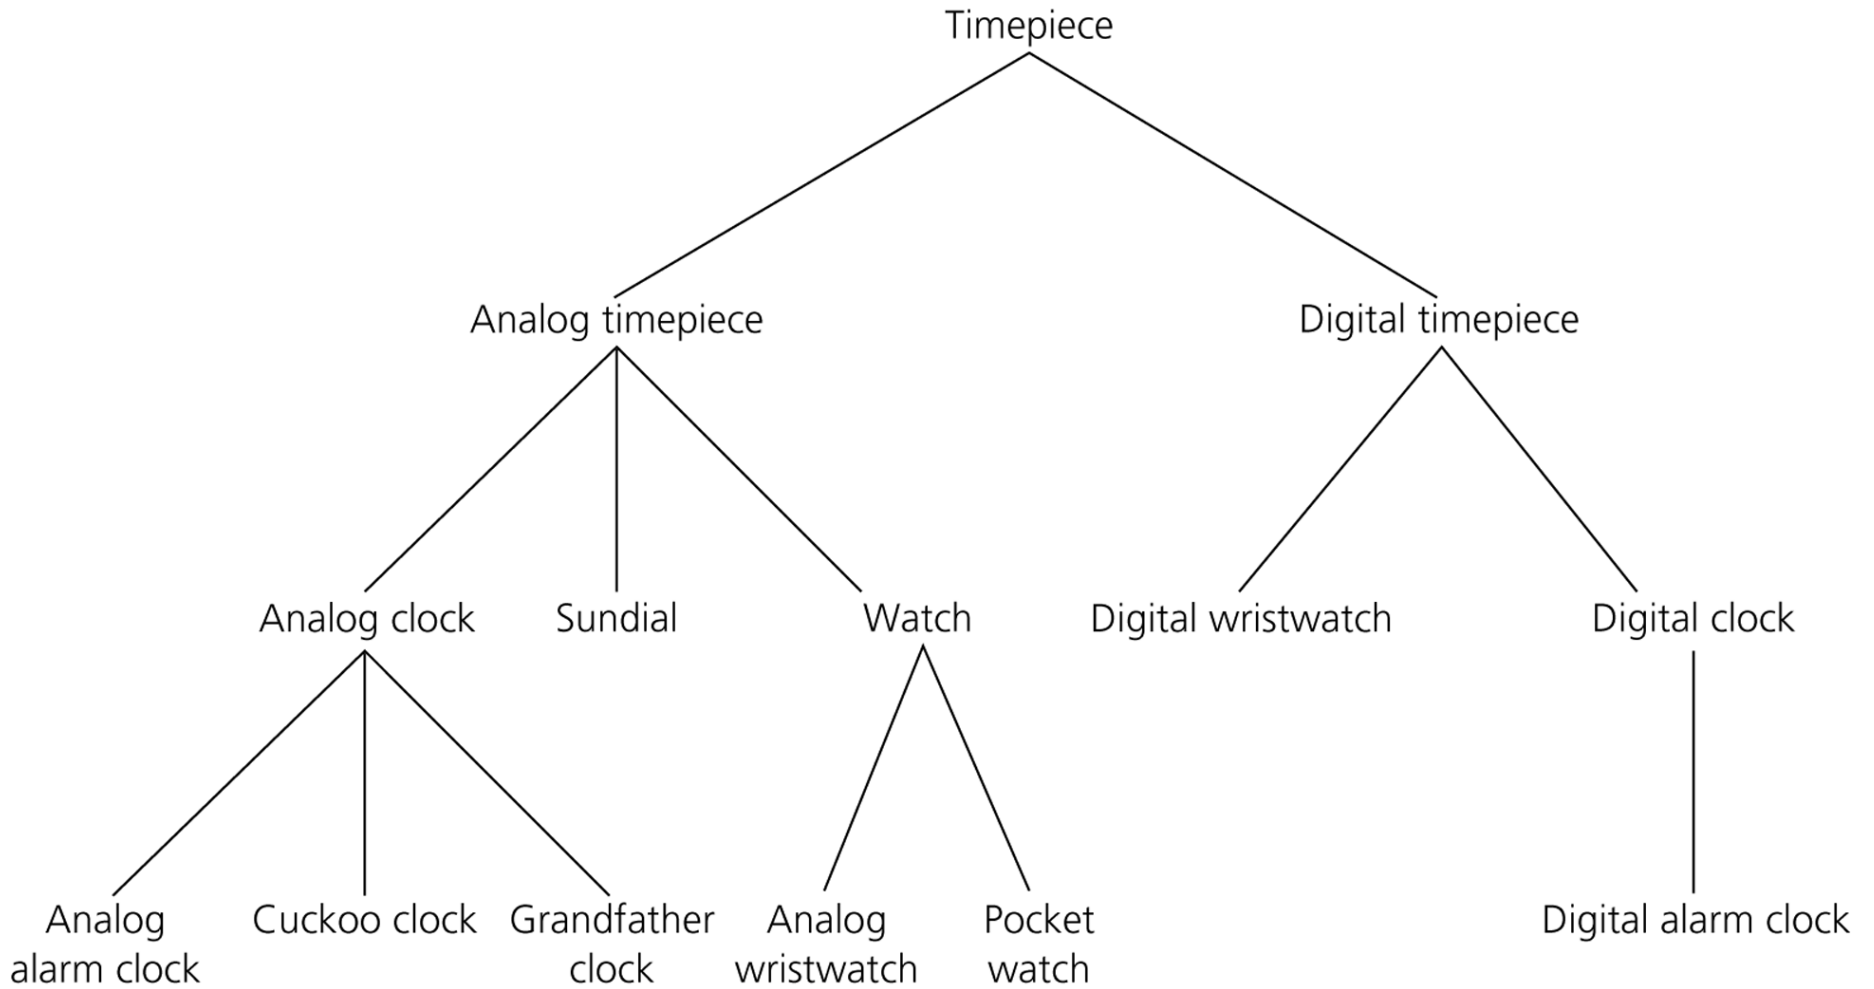 Timepiece
Analog timepiece
Digital timepiece
Analog clock
Sundial
Watch
Digital wristwatch
Digital clock
Analog
alarm clock
Cuckoo clock
Grandfather
clock
Analog
wristwatch
Pocket
watch
Digital alarm clock